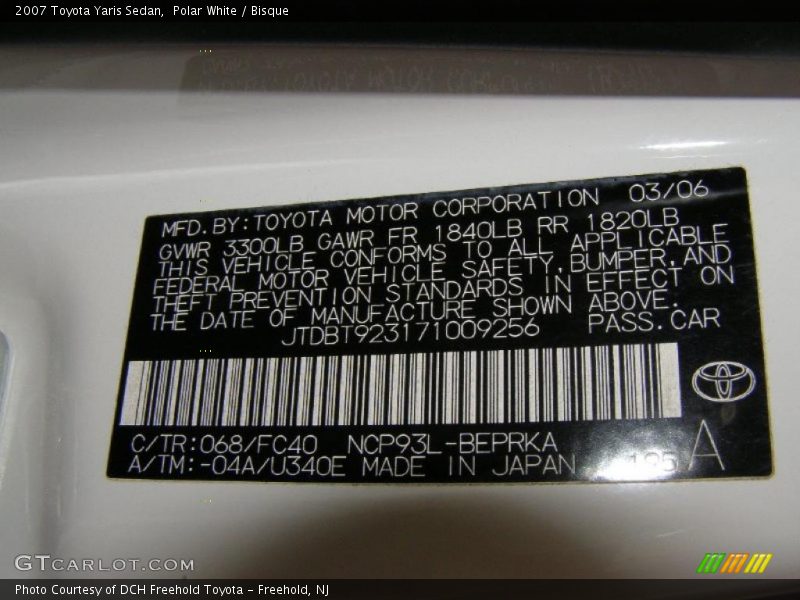 2007 Toyota Yaris Sedan,  Polar White / Bisque
MFD. BY: TOYOTA MOTOR CORPORATION 03/06
GVWR 3300LB GAWR FR 1840LB RR 1820LB
THIS VEHICLE CONFORMS TO ALL APPLICABLE
FEDERAL MOTOR VEHICLE SAFETY, BUMPER, AND
THEFT PREVENTION STANDARDS IN EFFECT ON
THE DATE OF MANUFACTURE SHOWN ABOVE.
JTDBT923171009256 PASS. CAR
C/TR: 068/FC40 NCP93L-BEPRKA
A/TM: -04A/U340E MADE IN JAPAN A
GTCARLOT.COM
Photo Courtesy of DCH Freehold Toyota - Freehold, NJ